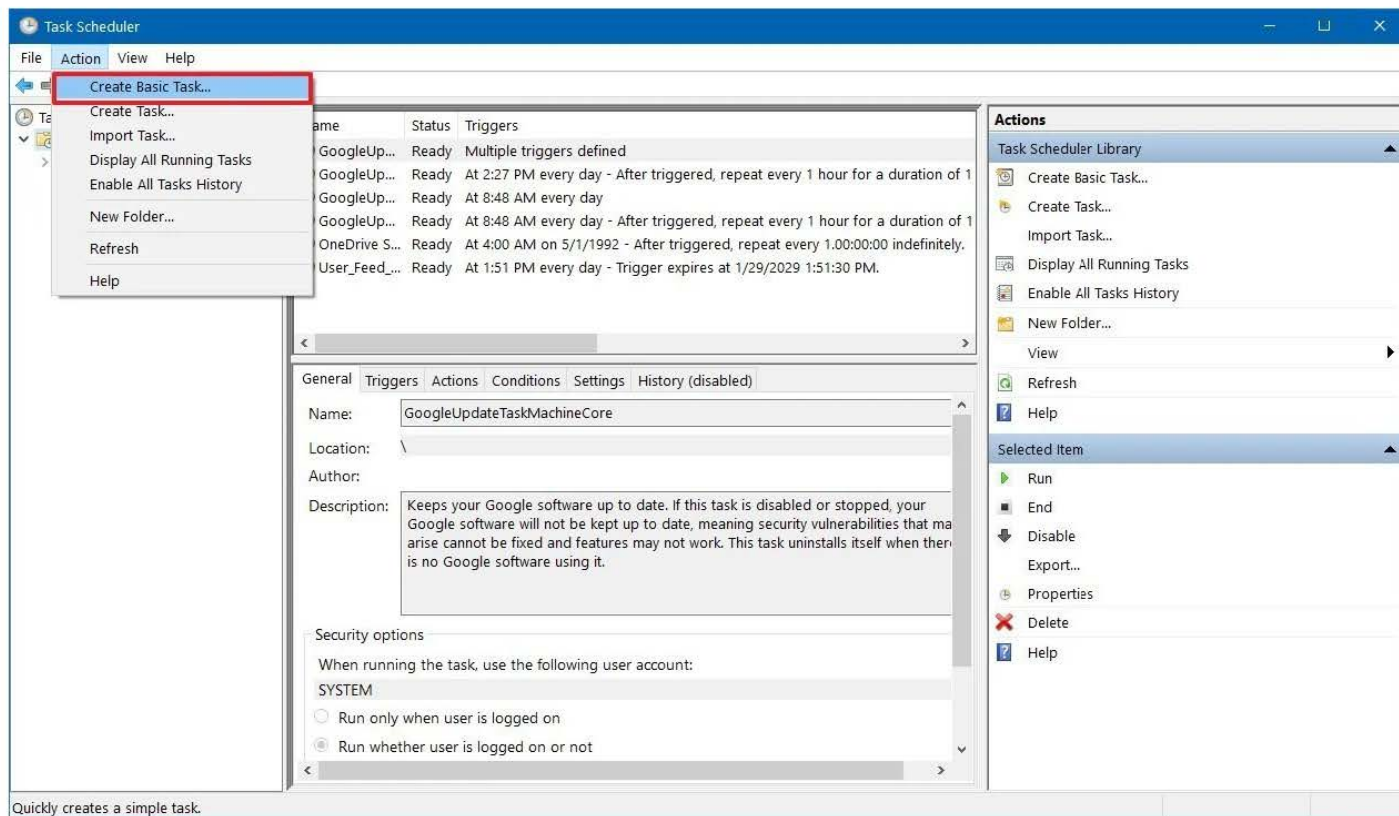 Task Scheduler
File Action View Help
Create Basic Task...
Create Task...
Import Task...
Display All Running Tasks
Enable All Tasks History
New Folder...
Refresh
Help
Status Triggers
GoogleUp... Ready Multiple triggers defined
GoogleUp... Ready At 2:27 PM every day - After triggered, repeat every 1 hour for a duration of 1
GoogleUp... Ready At 8:48 AM every day
GoogleUp... Ready At 8:48 AM every day - After triggered, repeat every 1 hour for a duration of 1
OneDrive S... Ready At 4:00 AM on 5/1/1992 - After triggered, repeat every 1.00:00:00 indefinitely.
User_Feed_... Ready At 1:51 PM every day - Trigger expires at 1/29/2029 1:51:30 PM.
General Triggers Actions Conditions Settings History (disabled)
Name: GoogleUpdateTaskMachineCore
Location: \
Author:
Description: Keeps your Google software up to date. If this task is disabled or stopped, your
Google software will not be kept up to date, meaning security vulnerabilities that ma
arise cannot be fixed and features may not work. This task uninstalls itself when there
is no Google software using it.
Security options
When running the task, use the following user account:
SYSTEM
Run only when user is logged on
Run whether user is logged on or not
Actions
Task Scheduler Library
Create Basic Task...
Create Task...
Import Task...
Display All Running Tasks
Enable All Tasks History
New Folder...
View
Refresh
Help
Selected Item
Run
End
Disable
Export...
Properties
Delete
Help
Quickly creates a simple task.